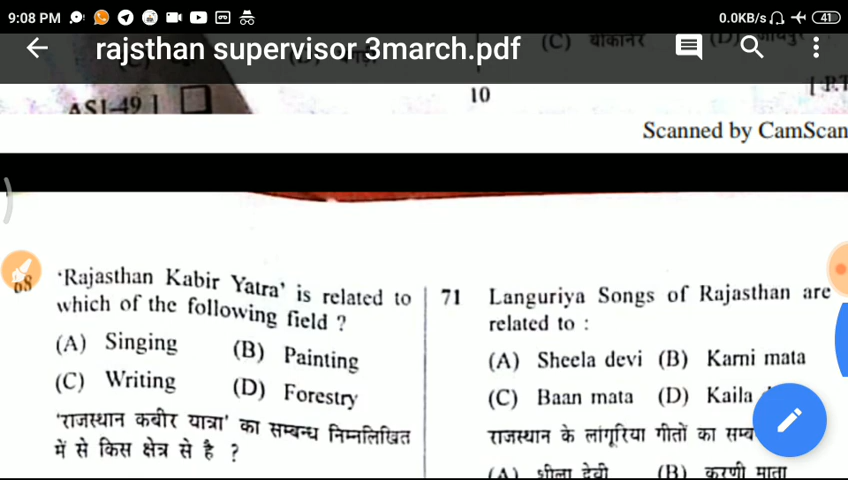 9:08 PM
0.0KB/s
41
rajsthan supervisor 3march.pdf
(C) बीकानेर
(D)
ASI-49 ]
10
[ P.T
Scanned by CamScan
68 'Rajasthan Kabir Yatra' is related to
which of the following field ?
(A) Singing (B) Painting
(C) Writing (D) Forestry
'राजस्थान कबीर यात्रा' का सम्बन्ध निम्नलिखित
में से किस क्षेत्र से है ?
71 Languriya Songs of Rajasthan are
related to :
(A) Sheela devi (B) Karni mata
(C) Baan mata (D) Kaila
राजस्थान के लांगूरिया गीतों का सम्ब
(A) शीला देवी (B) करणी माता